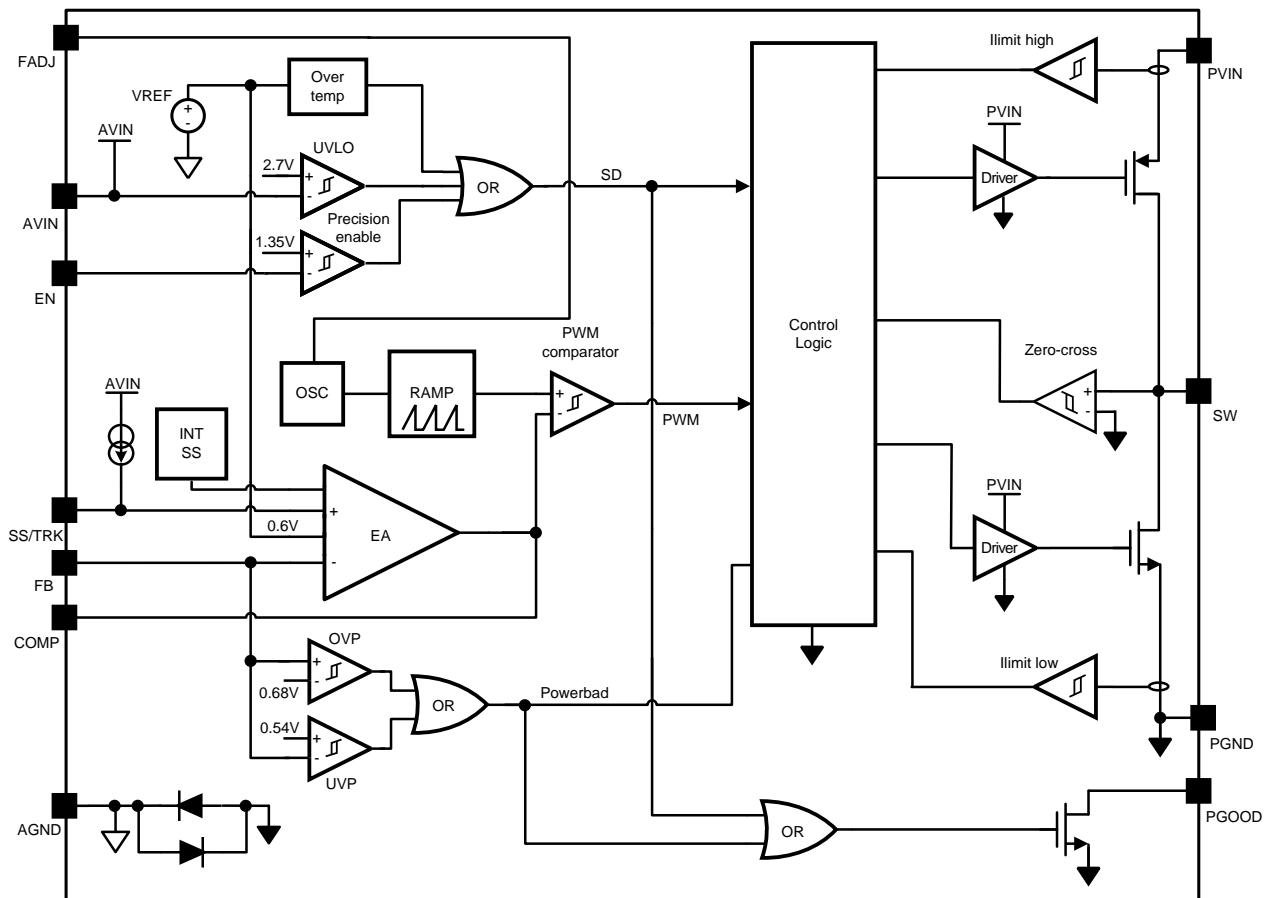 FADJ
Ilimit high
PVIN
Over
temp
VREF
+
-
AVIN
PVIN
UVLO
2.7V
+
-
OR
SD
Driver
AVIN
Precision
enable
1.35V
+
-
EN
Control
Logic
PWM
comparator
Zero-cross
OSC
RAMP
+
-
PWM
+
-
SW
AVIN
INT
SS
PVIN
SS/TRK
+
0.6V
EA
-
FB
Driver
COMP
OVP
+
-
0.68V
OR
Powerbad
Ilimit low
0.54V
+
-
UVP
PGND
AGND
OR
PGOOD